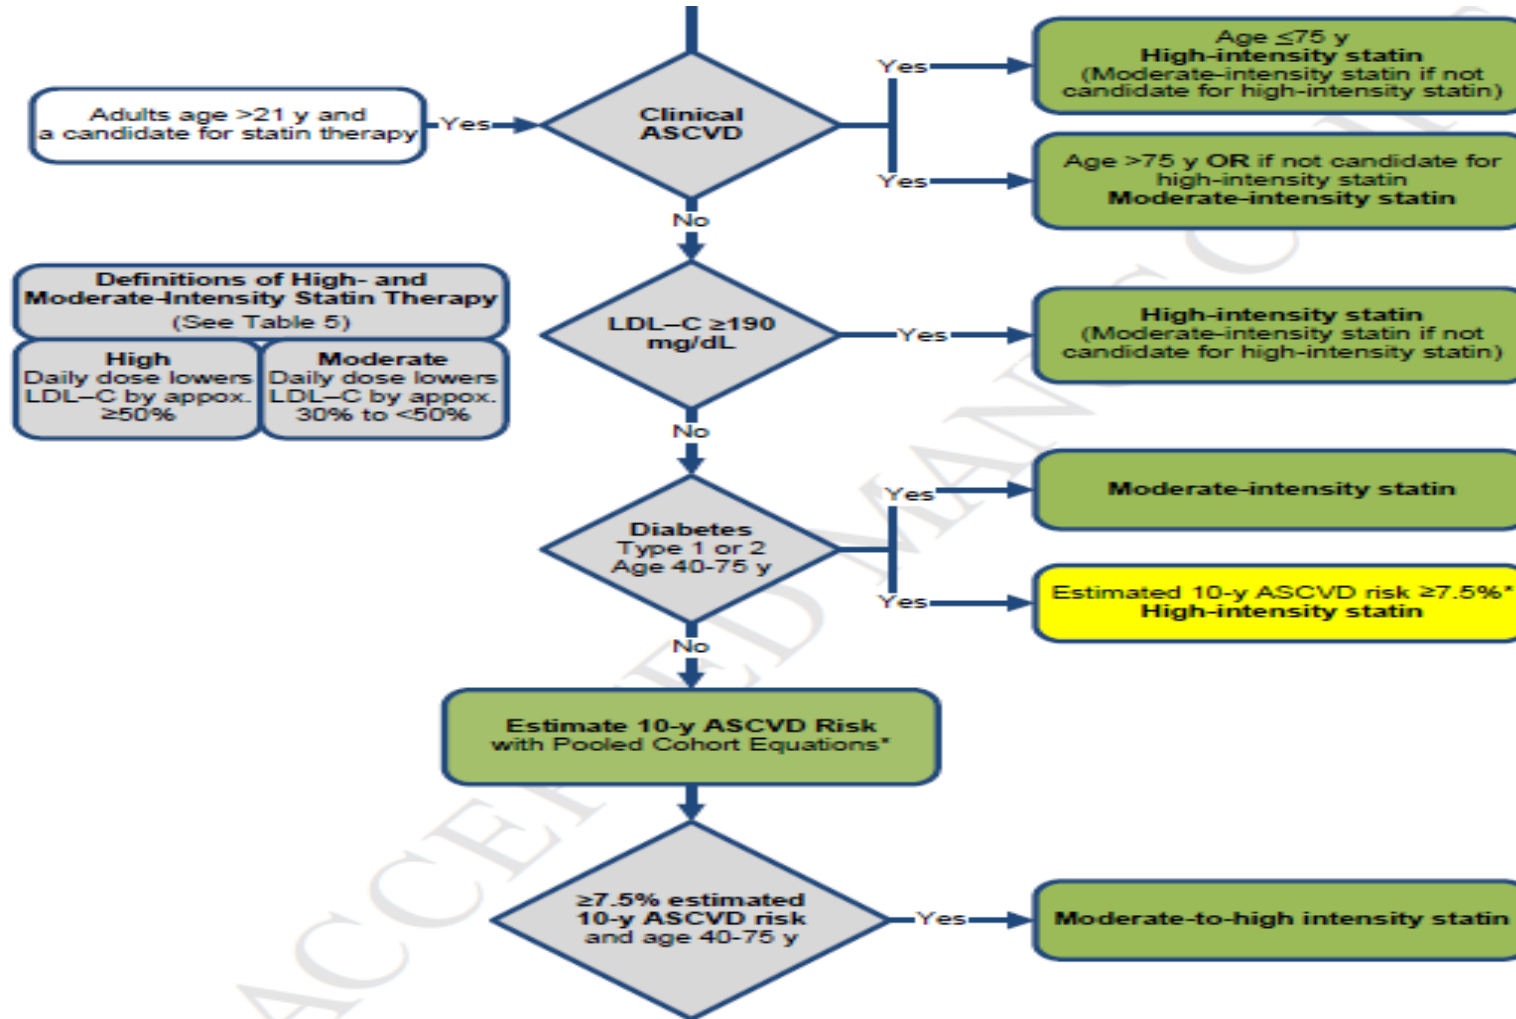 Adults age >21 y and
a candidate for statin therapy
Yes
Clinical
ASCVD
Yes
Age ≤75 y
High-intensity statin
(Moderate-intensity statin if not
candidate for high-intensity statin)
Yes
Age >75 y OR if not candidate for
high-intensity statin
Moderate-intensity statin
No
Definitions of High- and
Moderate-Intensity Statin Therapy
(See Table 5)
High
Daily dose lowers
LDL–C by appox.
≥50%
Moderate
Daily dose lowers
LDL–C by appox.
30% to <50%
LDL–C ≥190
mg/dL
Yes
High-intensity statin
(Moderate-intensity statin if not
candidate for high-intensity statin)
No
Diabetes
Type 1 or 2
Age 40-75 y
Yes
Moderate-intensity statin
Yes
Estimated 10-y ASCVD risk ≥7.5%*
High-intensity statin
No
Estimate 10-y ASCVD Risk
with Pooled Cohort Equations*
≥7.5% estimated
10-y ASCVD risk
and age 40-75 y
Yes
Moderate-to-high intensity statin